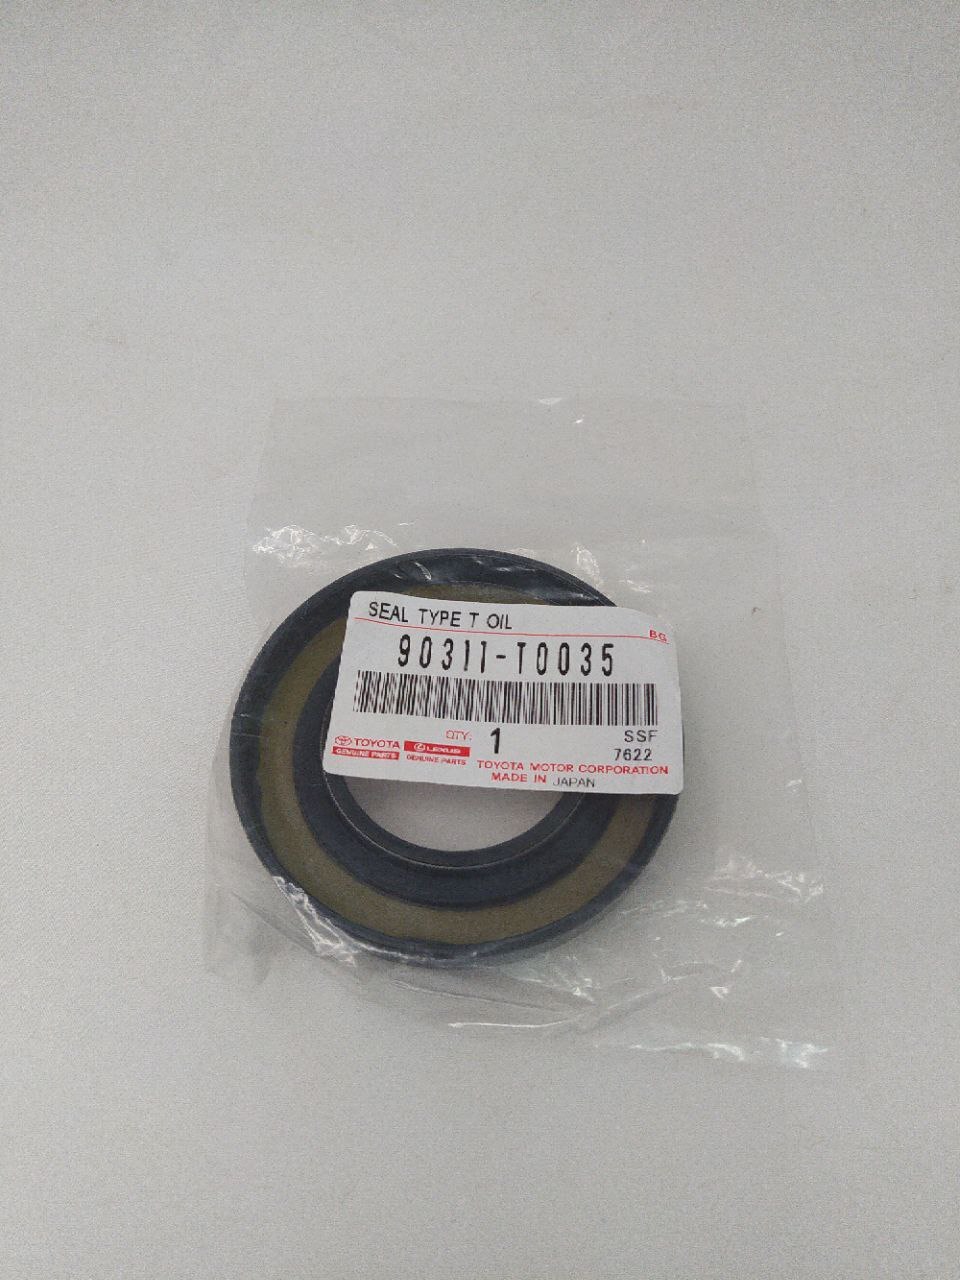 SEAL TYPE T OIL
BG
90311-T0035
QTY: 1
SSF
7622
TOYOTA
GENUINE PARTS
LEXUS
GENUINE PARTS
TOYOTA MOTOR CORPORATION
MADE IN JAPAN